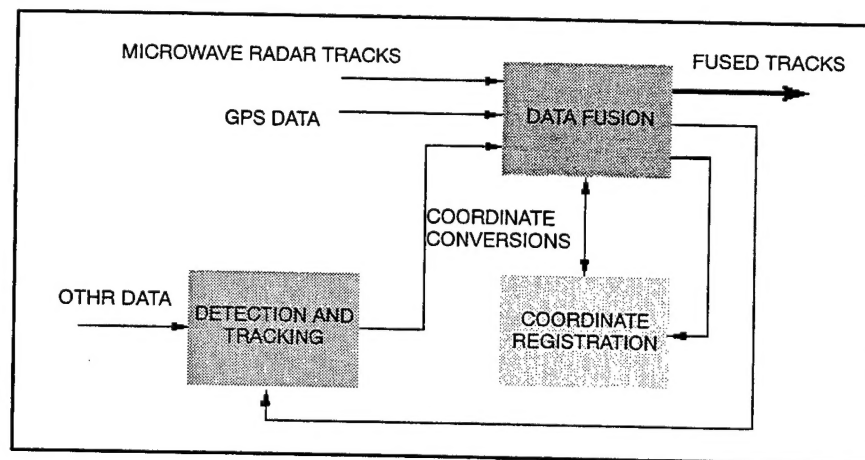 MICROWAVE RADAR TRACKS
FUSED TRACKS
GPS DATA
DATA FUSION
COORDINATE
CONVERSIONS
OTHR DATA
DETECTION AND
TRACKING
COORDINATE
REGISTRATION